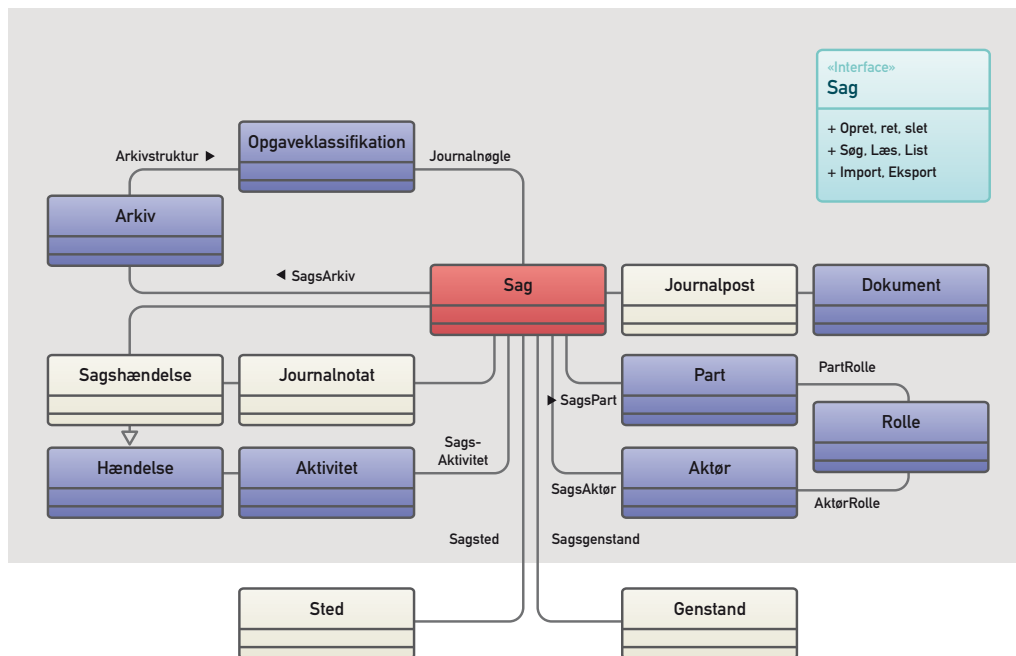 «Interface»
Sag
+ Opret, ret, slet
+ Søg, Læs, List
+ Import, Eksport
Opgaveklassifikation
Arkivstruktur ▶
Journalnøgle
Arkiv
◀ SagsArkiv
Sag
Journalpost
Dokument
Sagshændelse
Journalnotat
Part
PartRolle
▶ SagsPart
Rolle
Sags-
Aktivitet
Hændelse
Aktivitet
Aktør
SagsAktør
AktørRolle
Sagsted
Sagsgenstand
Sted
Genstand